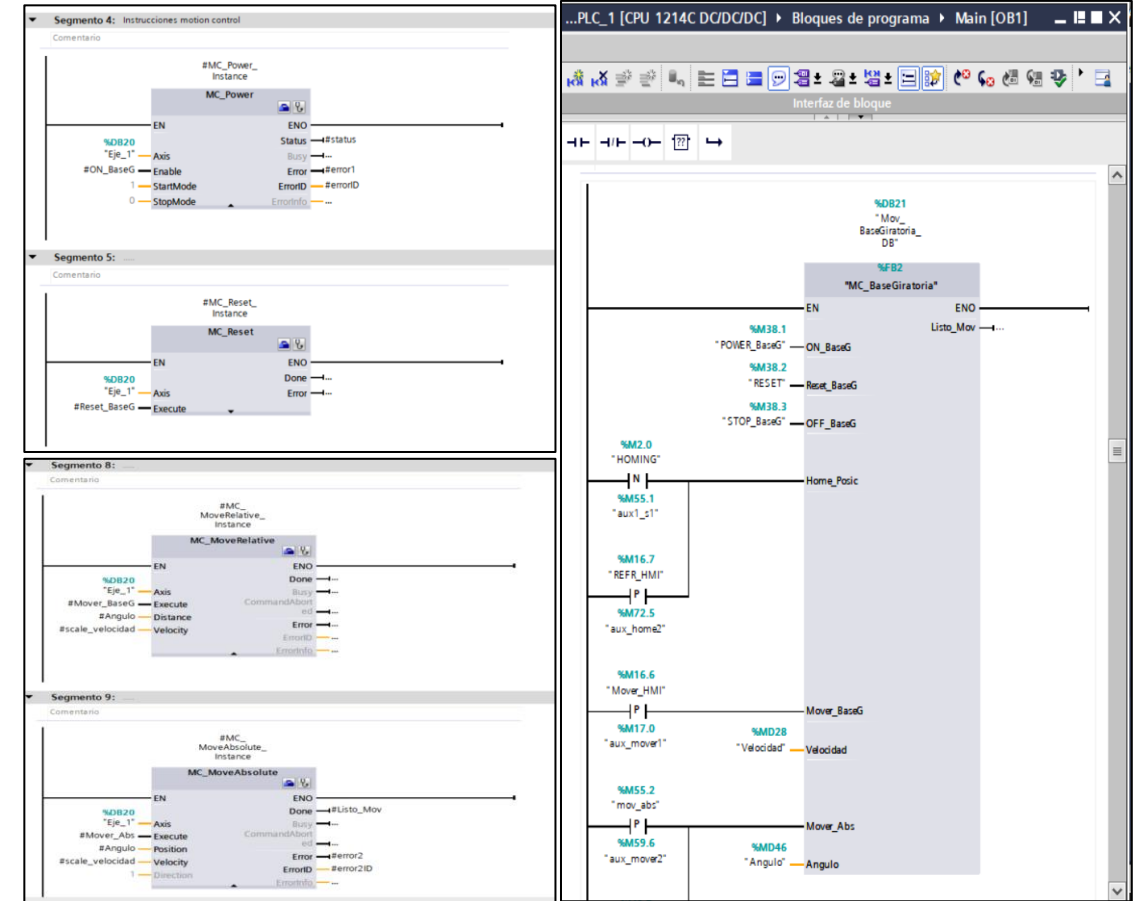 Segmento 4: Instrucciones motion control
Comentario
#MC_Power_
Instance
MC_Power
EN ENO
%DB20 Status #status
"Eje_1" Axis Busy ...
#ON_BaseG Enable Error #error1
1 StartMode ErrorID #errorID
0 StopMode ErrorInfo ...
Segmento 5: .....
Comentario
#MC_Reset_
Instance
MC_Reset
EN ENO
%DB20 Done ...
"Eje_1" Axis Error ...
#Reset_BaseG Execute
Segmento 8: .....
Comentario
#MC_
MoveRelative_
Instance
MC_MoveRelative
EN ENO
%DB20 Done ...
"Eje_1" Axis Busy ...
#Mover_BaseG Execute CommandAbort
ed ...
#Angulo Distance Error ...
#scale_velocidad Velocity ErrorID ...
ErrorInfo ...
Segmento 9: .....
Comentario
#MC_
MoveAbsolute_
Instance
MC_MoveAbsolute
EN ENO
%DB20 Done #Listo_Mov
"Eje_1" Axis Busy ...
#Mover_Abs Execute CommandAbort
ed ...
#Angulo Position Error #error2
#scale_velocidad Velocity ErrorID #error2ID
1 Direction ErrorInfo ...
...PLC_1 [CPU 1214C DC/DC/DC] Bloques de programa Main [OB1]
Interfaz de bloque
??
%DB21
"Mov_
BaseGiratoria_
DB"
%FB2
"MC_BaseGiratoria"
EN ENO
Listo_Mov ...
%M38.1
"POWER_BaseG" ON_BaseG
%M38.2
"RESET" Reset_BaseG
%M38.3
"STOP_BaseG" OFF_BaseG
%M2.0
"HOMING"
N Home_Posic
%M55.1
"aux1_s1"
%M16.7
"REFR_HMI"
P
%M72.5
"aux_home2"
%M16.6
"Mover_HMI"
P Mover_BaseG
%M17.0 %MD28
"aux_mover1" "Velocidad" Velocidad
%M55.2
"mov_abs"
P Mover_Abs
%M59.6 %MD46
"aux_mover2" "Angulo" Angulo